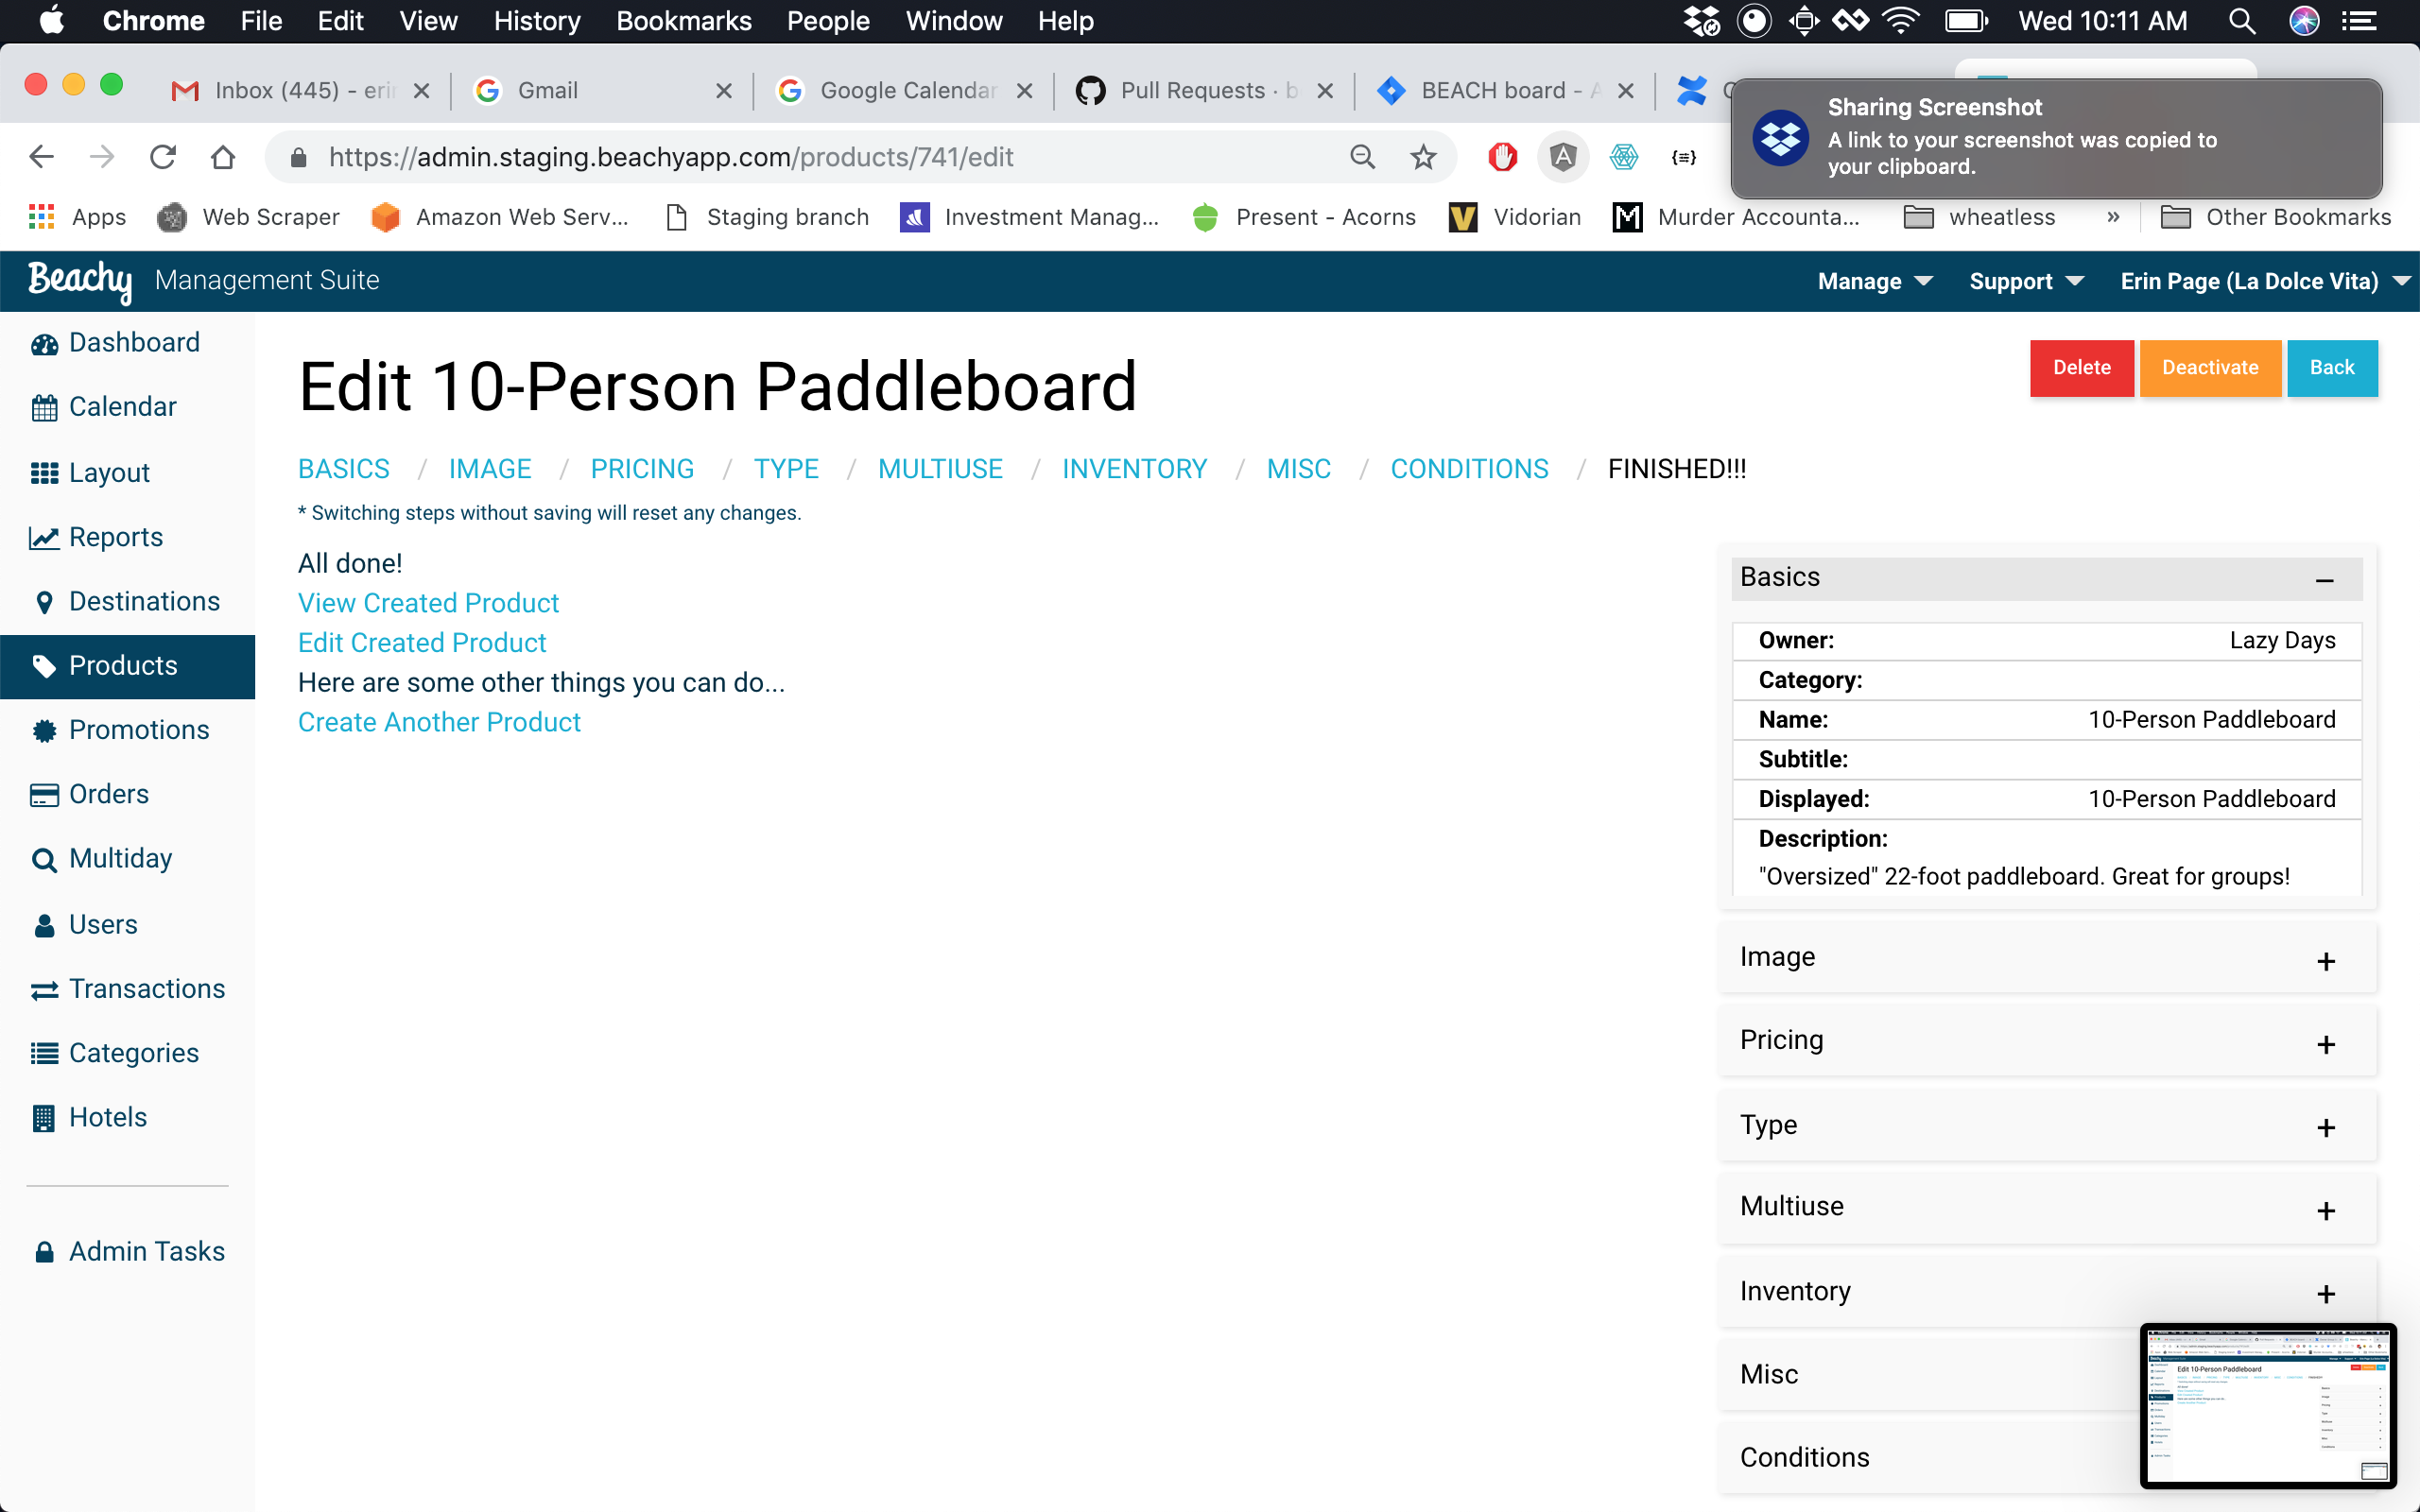 Chrome File Edit View History Bookmarks People Window Help Wed 10:11 AM
Inbox (445) - erin Gmail Google Calendar Pull Requests · b BEACH board - A C
Sharing Screenshot
A link to your screenshot was copied to
your clipboard.
https://admin.staging.beachyapp.com/products/741/edit
Apps Web Scraper Amazon Web Serv... Staging branch Investment Manag... Present - Acorns Vidorian Murder Accounta... wheatless » Other Bookmarks
Beachy Management Suite Manage Support Erin Page (La Dolce Vita)
Dashboard
Calendar
Layout
Reports
Destinations
Products
Promotions
Orders
Multiday
Users
Transactions
Categories
Hotels
Admin Tasks
Edit 10-Person Paddleboard
Delete Deactivate Back
BASICS / IMAGE / PRICING / TYPE / MULTIUSE / INVENTORY / MISC / CONDITIONS / FINISHED!!!
* Switching steps without saving will reset any changes.
All done!
View Created Product
Edit Created Product
Here are some other things you can do...
Create Another Product
Basics –
Owner: Lazy Days
Category:
Name: 10-Person Paddleboard
Subtitle:
Displayed: 10-Person Paddleboard
Description:
"Oversized" 22-foot paddleboard. Great for groups!
Image +
Pricing +
Type +
Multiuse +
Inventory +
Misc
Conditions
Edit 10-Person Paddleboard